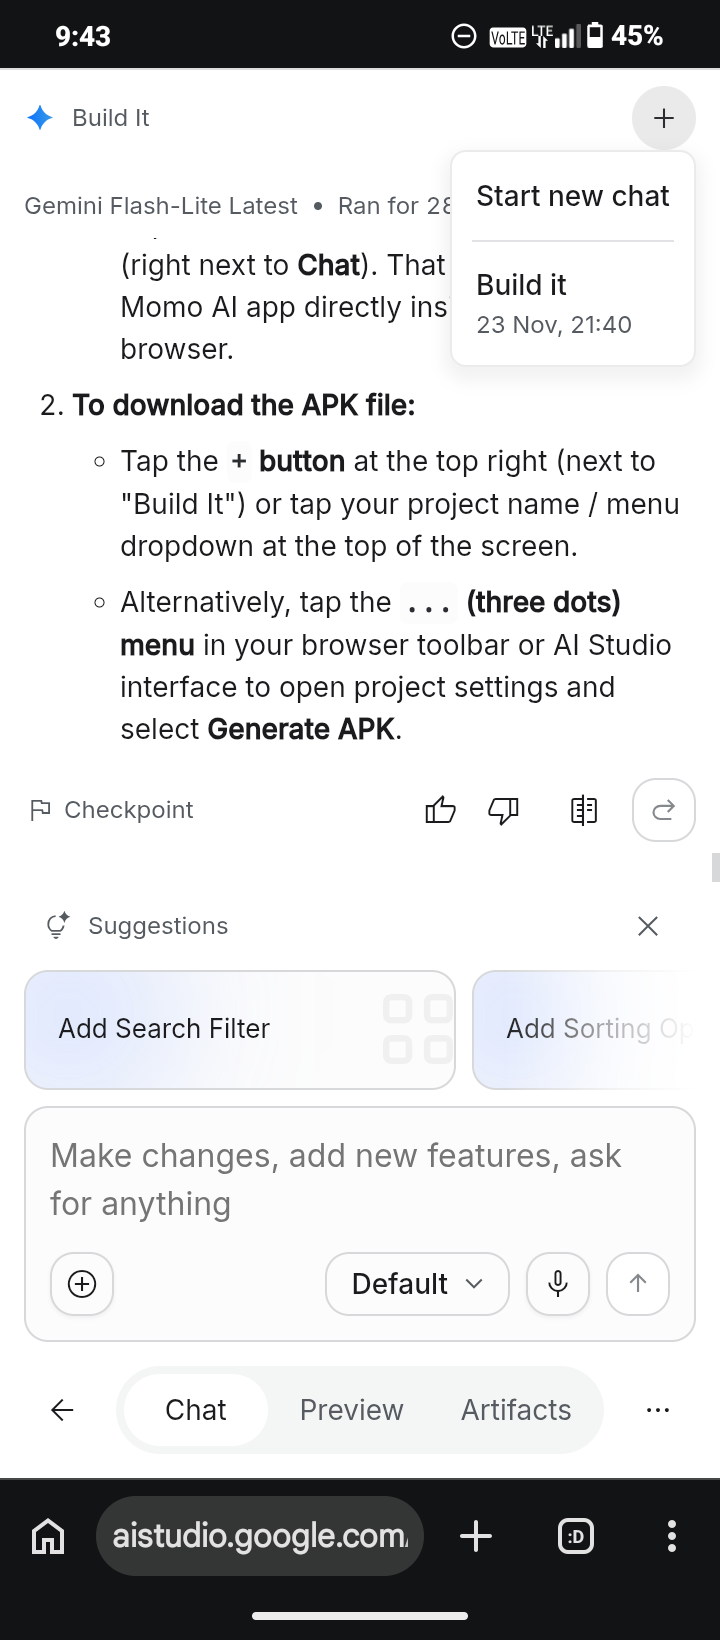 9:43
VoLTE LTE 45%
Build It
Start new chat
Gemini Flash-Lite Latest • Ran for 28
Build it
23 Nov, 21:40
(right next to Chat). That
Momo AI app directly ins
browser.
2. To download the APK file:
Tap the + button at the top right (next to
"Build It") or tap your project name / menu
dropdown at the top of the screen.
Alternatively, tap the ... (three dots)
menu in your browser toolbar or AI Studio
interface to open project settings and
select Generate APK.
Checkpoint
Suggestions
Add Search Filter
Add Sorting Op
Make changes, add new features, ask
for anything
Default
Chat Preview Artifacts
aistudio.google.com/
:D